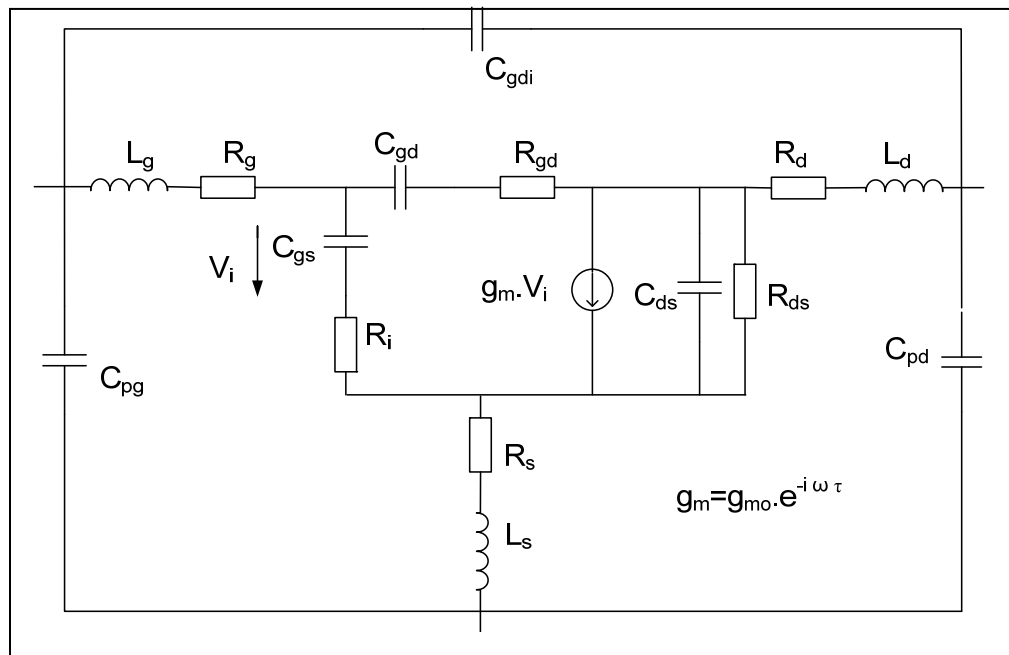 C_gdi
L_g
R_g
C_gd
R_gd
R_d
L_d
V_i
C_gs
g_m.V_i
C_ds
R_ds
R_i
C_pg
C_pd
R_s
g_m=g_mo.e^-iωτ
L_s